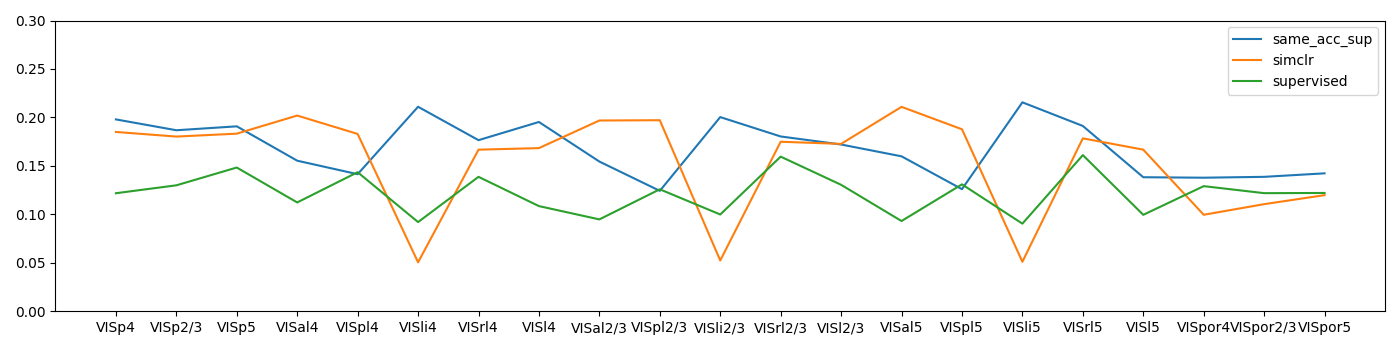 0.30
0.25
0.20
0.15
0.10
0.05
0.00
same_acc_sup
simclr
supervised
VISp4 VISp2/3 VISp5 VISal4 VISpl4 VISli4 VISrl4 VISl4 VISal2/3 VISpl2/3 VISli2/3 VISrl2/3 VISl2/3 VISal5 VISpl5 VISli5 VISrl5 VISl5 VISpor4 VISpor2/3 VISpor5